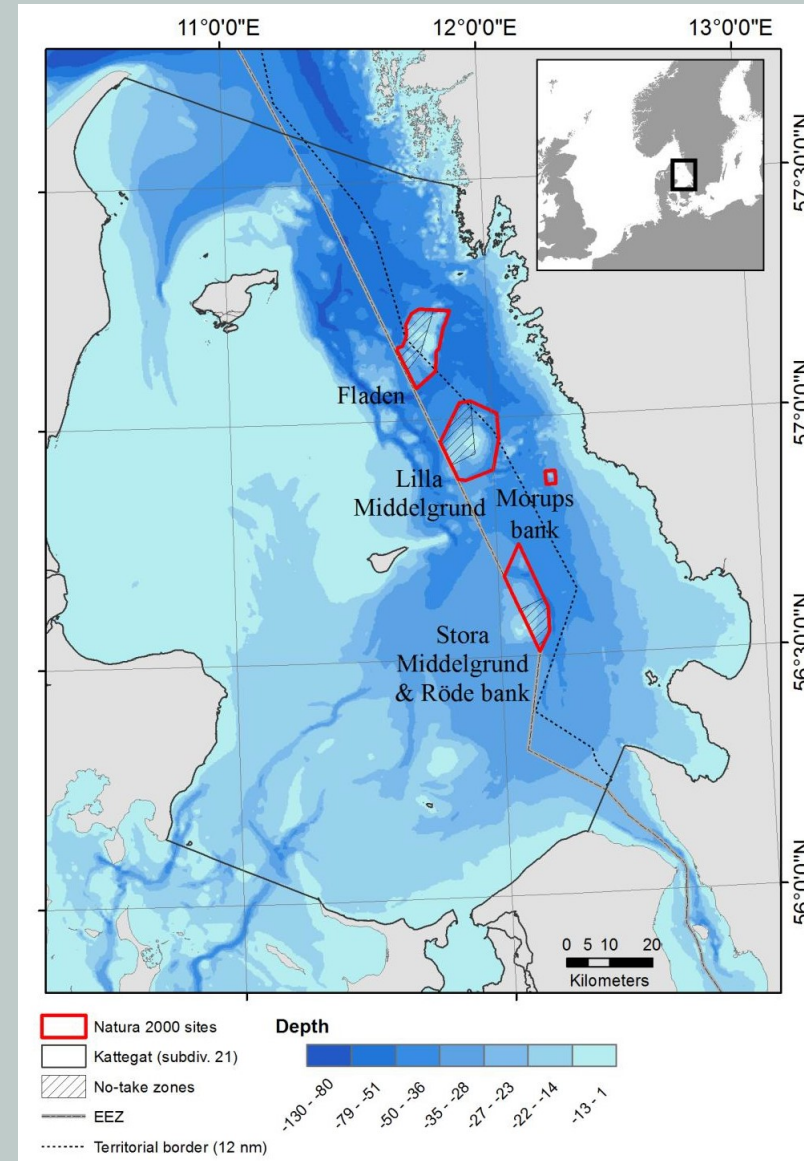 11°0'0"E 12°0'0"E 13°0'0"E
57°30'0"N
57°0'0"N
Fladen
Lilla
Middelgrund
Morups
bank
56°30'0"N
Stora
Middelgrund
& Röde bank
56°0'0"N
0 5 10 20
Kilometers
Natura 2000 sites
Kattegat (subdiv. 21)
No-take zones
EEZ
Territorial border (12 nm)
Depth
-130 - -80
-79 - -51
-50 - -36
-35 - -28
-27 - -23
-22 - -14
-13 - 1